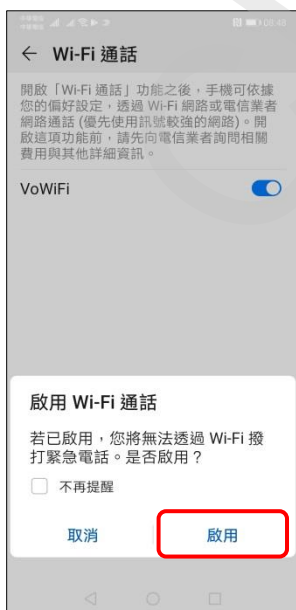 08:48
← Wi-Fi 通話
開啟「Wi-Fi 通話」功能之後，手機可依據
您的偏好設定，透過 Wi-Fi 網路或電信業者
網路通話 (優先使用訊號較強的網路)。開
啟這項功能前，請先向電信業者詢問相關
費用與其他詳細資訊。
VoWiFi
啟用 Wi-Fi 通話
若已啟用，您將無法透過 Wi-Fi 撥
打緊急電話。是否啟用？
不再提醒
取消 啟用